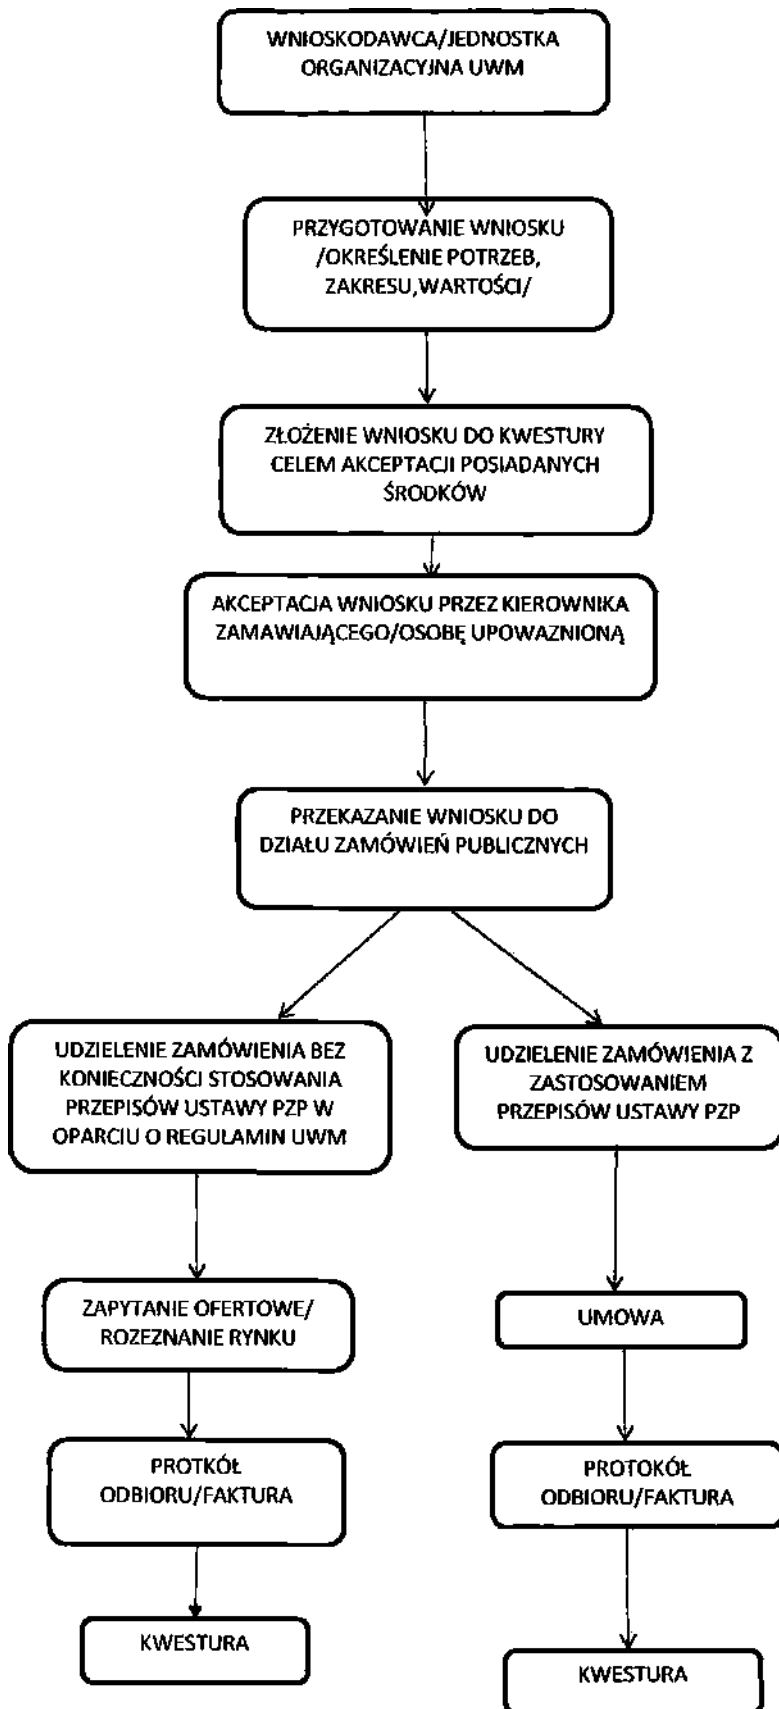 WNIOSKODAWCA/JEDNOSTKA
ORGANIZACYJNA UWM
PRZYGOTOWANIE WNIOSKU
/OKREŚLENIE POTRZEB,
ZAKRESU,WARTOŚCI/
ZŁOŻENIE WNIOSKU DO KWESTURY
CELEM AKCEPTACJI POSIADANYCH
ŚRODKÓW
AKCEPTACJA WNIOSKU PRZEZ KIEROWNIKA
ZAMAWIAJĄCEGO/OSOBĘ UPOWAZNIONĄ
PRZEKAZANIE WNIOSKU DO
DZIAŁU ZAMÓWIEŃ PUBLICZNYCH
UDZIELENIE ZAMÓWIENIA BEZ
KONIECZNOŚCI STOSOWANIA
PRZEPISÓW USTAWY PZP W
OPARCIU O REGULAMIN UWM
ZAPYTANIE OFERTOWE/
ROZEZNANIE RYNKU
PROTKÓŁ
ODBIORU/FAKTURA
KWESTURA
UDZIELENIE ZAMÓWIENIA Z
ZASTOSOWANIEM
PRZEPISÓW USTAWY PZP
UMOWA
PROTOKÓŁ
ODBIORU/FAKTURA
KWESTURA